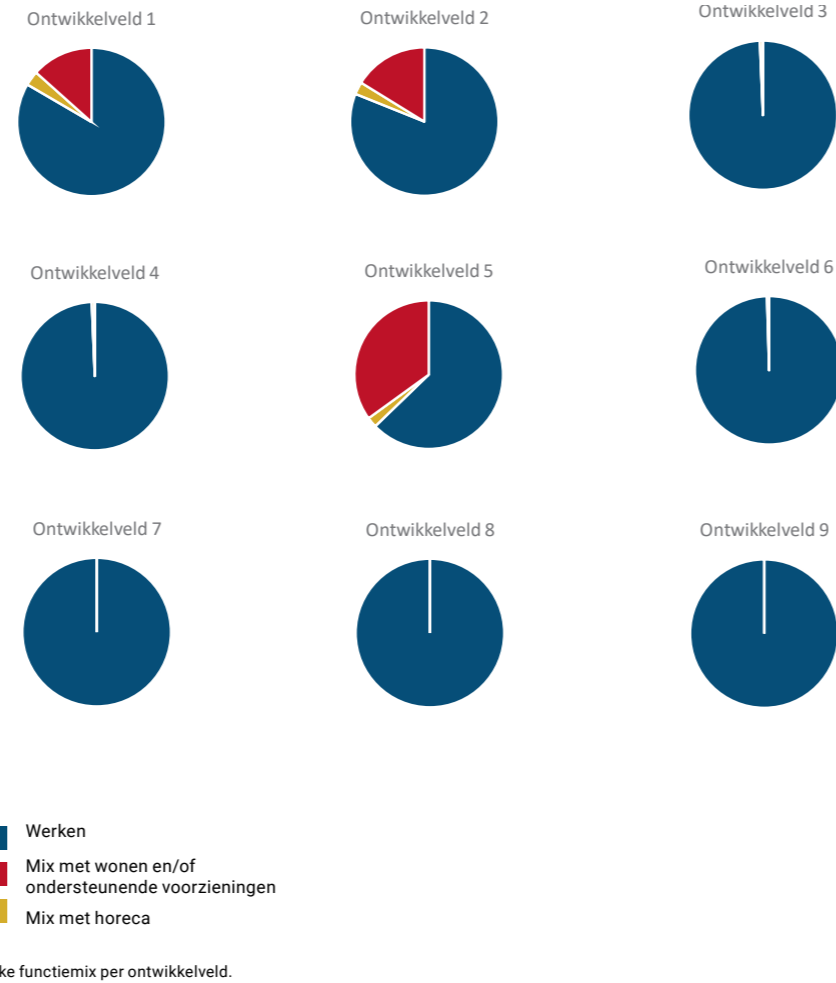 Ontwikkelveld 1
Ontwikkelveld 2
Ontwikkelveld 3
Ontwikkelveld 4
Ontwikkelveld 5
Ontwikkelveld 6
Ontwikkelveld 7
Ontwikkelveld 8
Ontwikkelveld 9
Werken
Mix met wonen en/of
ondersteunende voorzieningen
Mix met horeca
ke functiemix per ontwikkelveld.